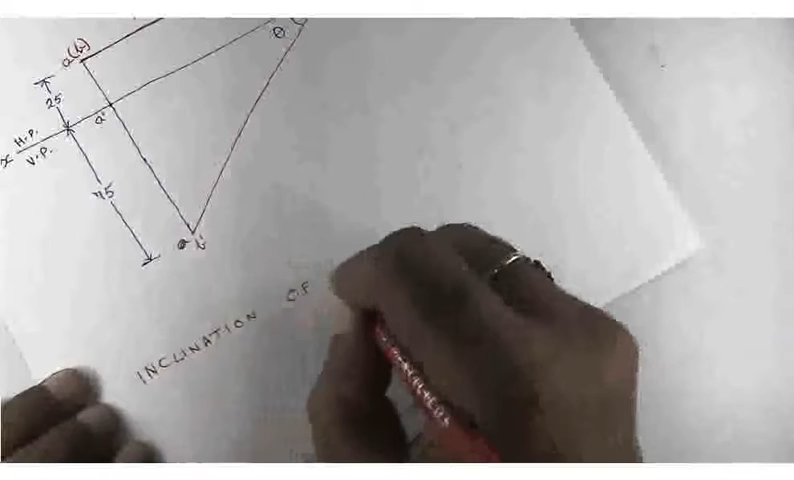 θ
a(b)
25
a'
H.P.
x
V.P.
75
b'
INCLINATION OF